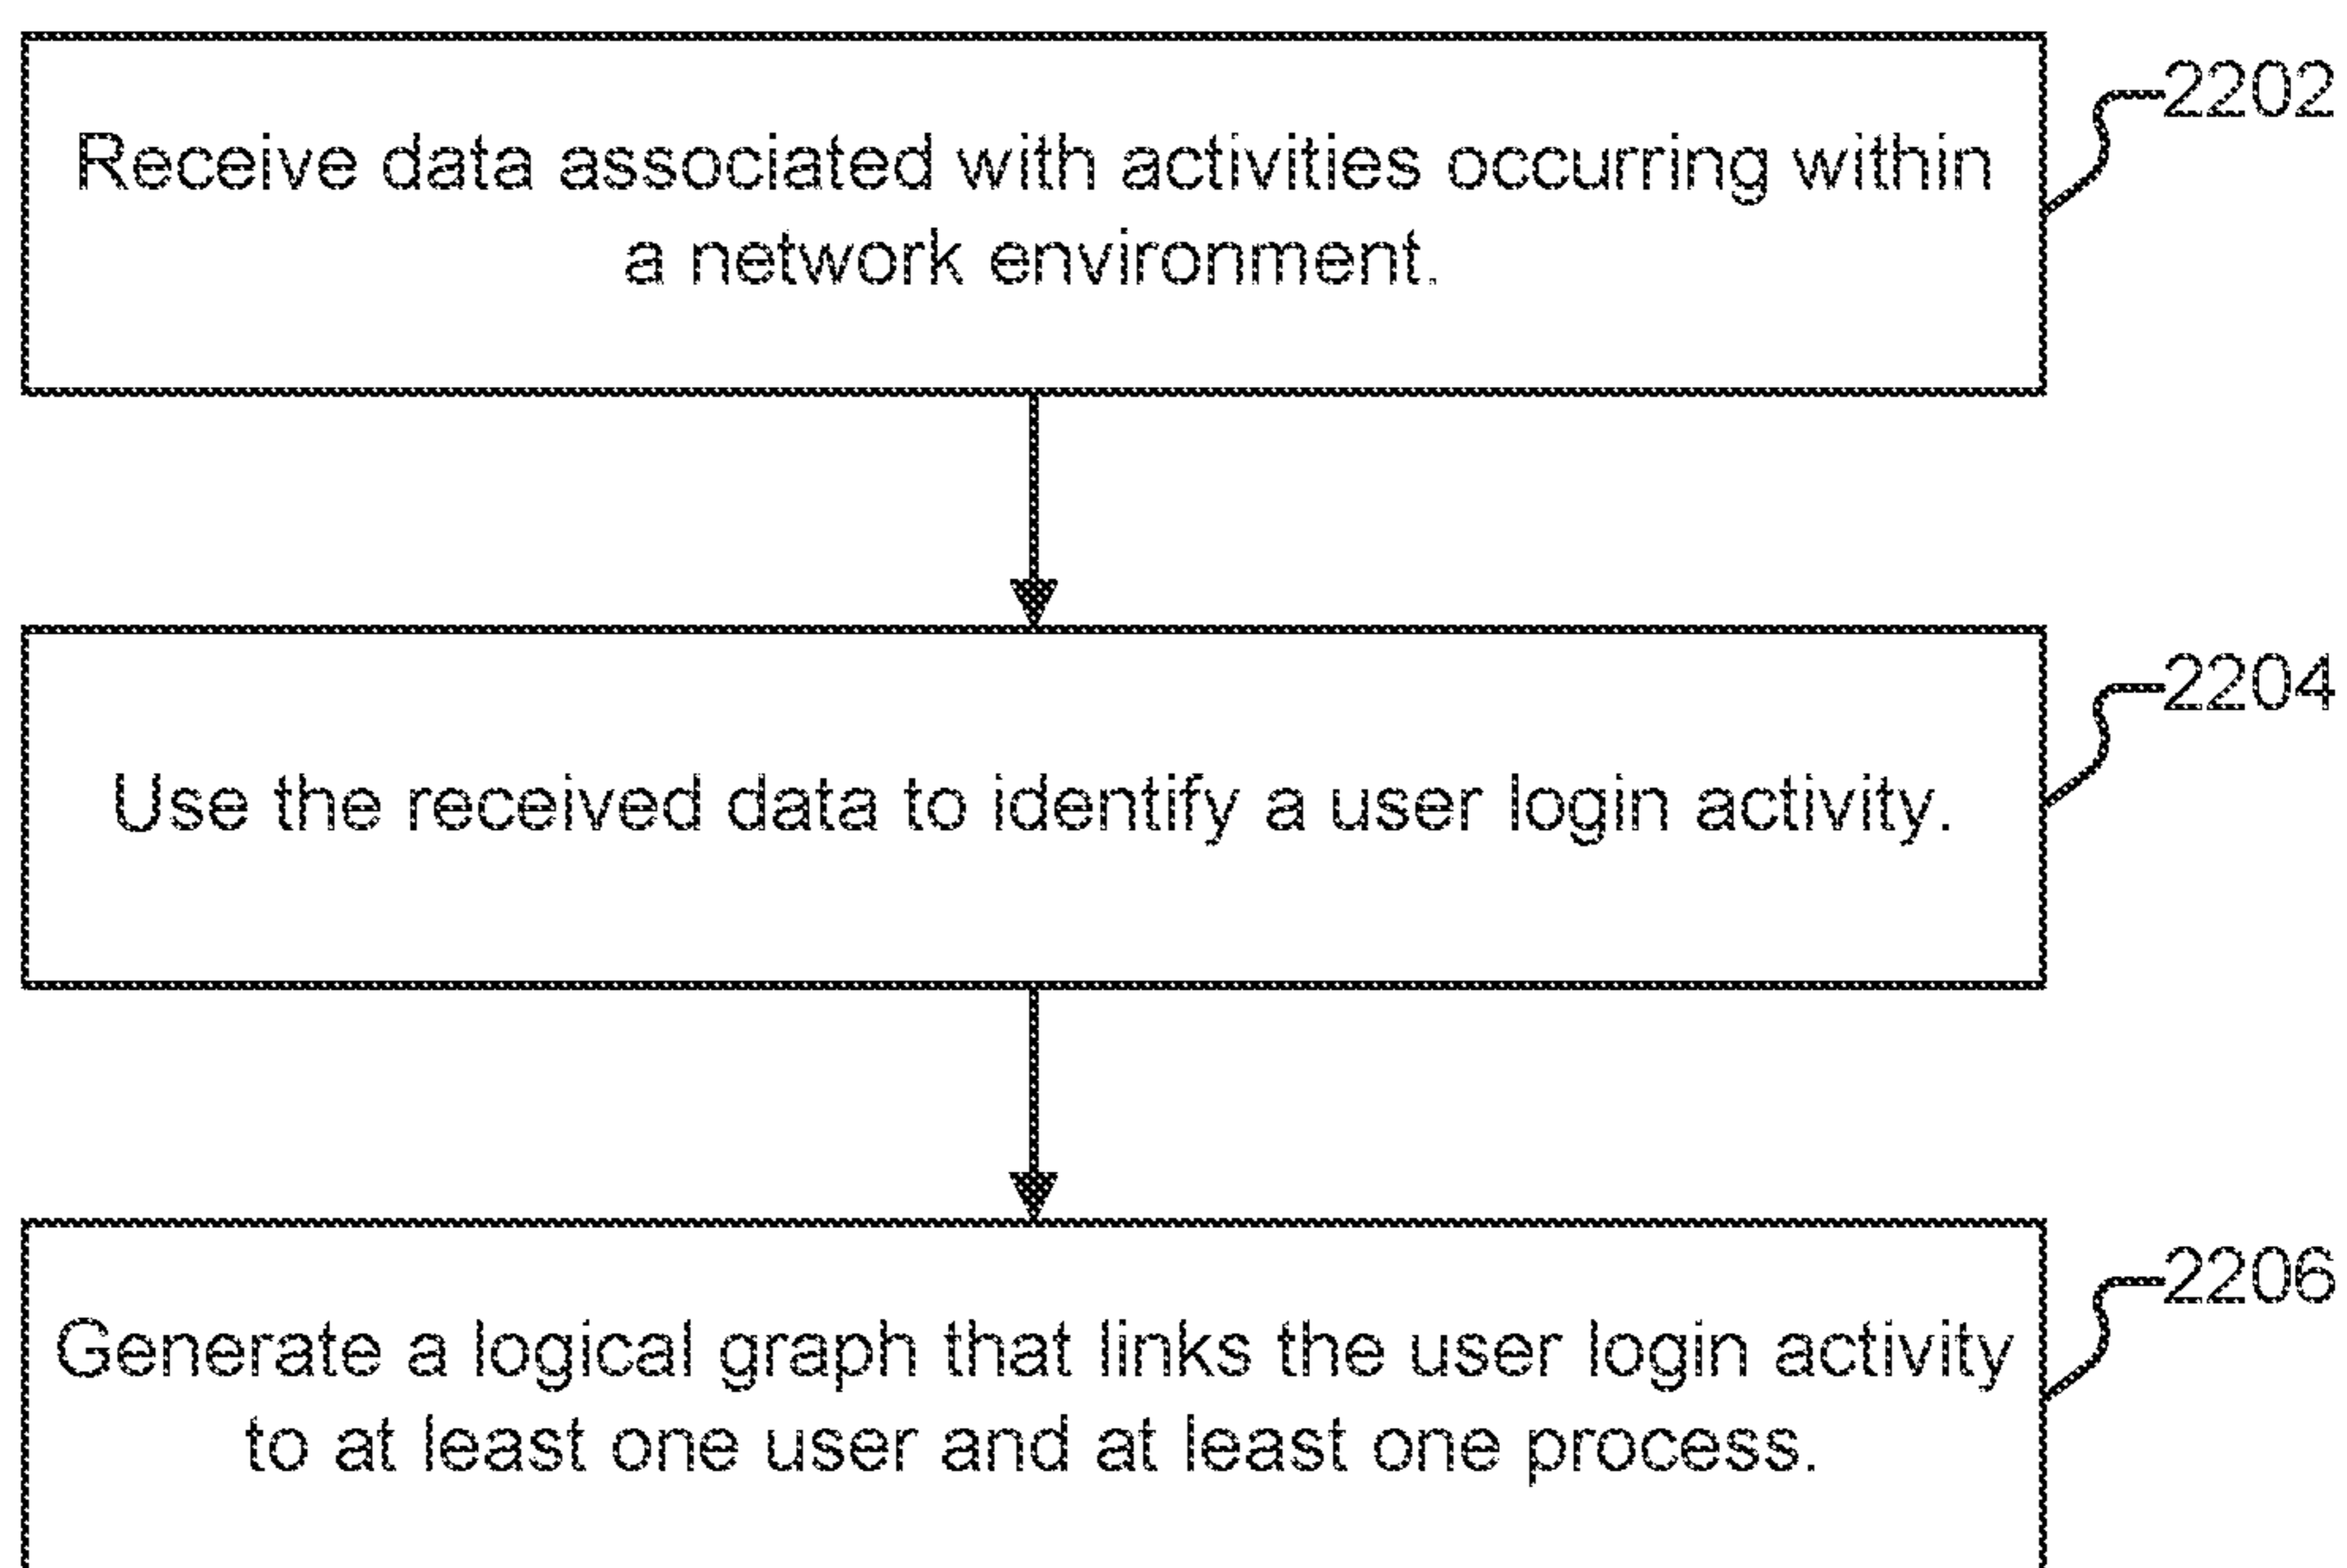 Receive data associated with activities occurring within
a network environment.
2202
Use the received data to identify a user login activity.
2204
Generate a logical graph that links the user login activity
to at least one user and at least one process.
2206